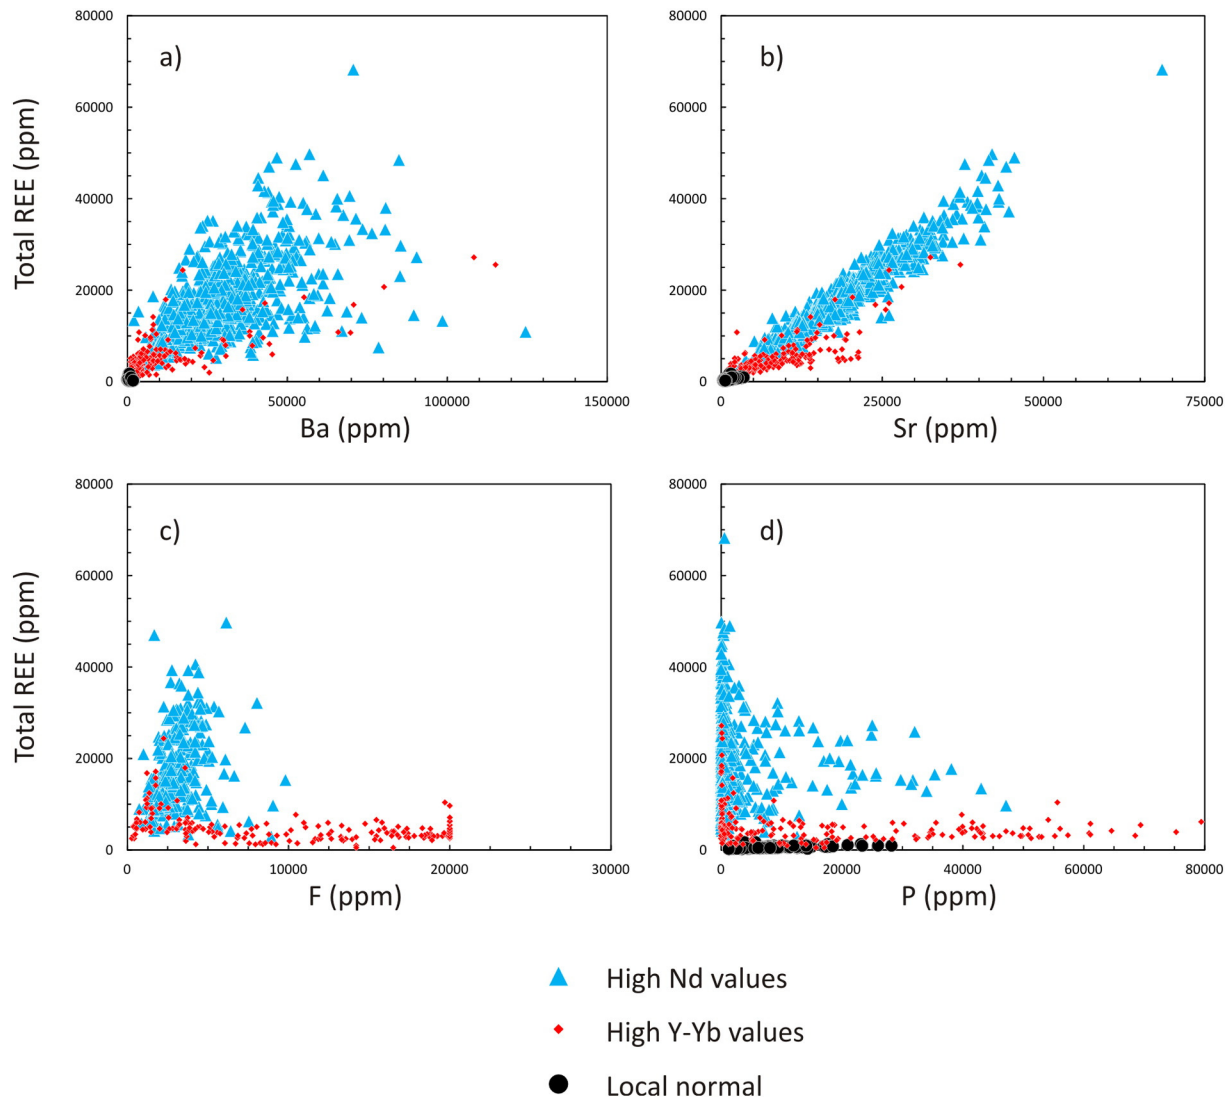 80000
60000
40000
20000
0
Total REE (ppm)
a)
0 50000 100000 150000
Ba (ppm)
80000
60000
40000
20000
0
b)
0 25000 50000 75000
Sr (ppm)
80000
60000
40000
20000
0
Total REE (ppm)
c)
0 10000 20000 30000
F (ppm)
80000
60000
40000
20000
0
d)
0 20000 40000 60000 80000
P (ppm)
High Nd values
High Y-Yb values
Local normal